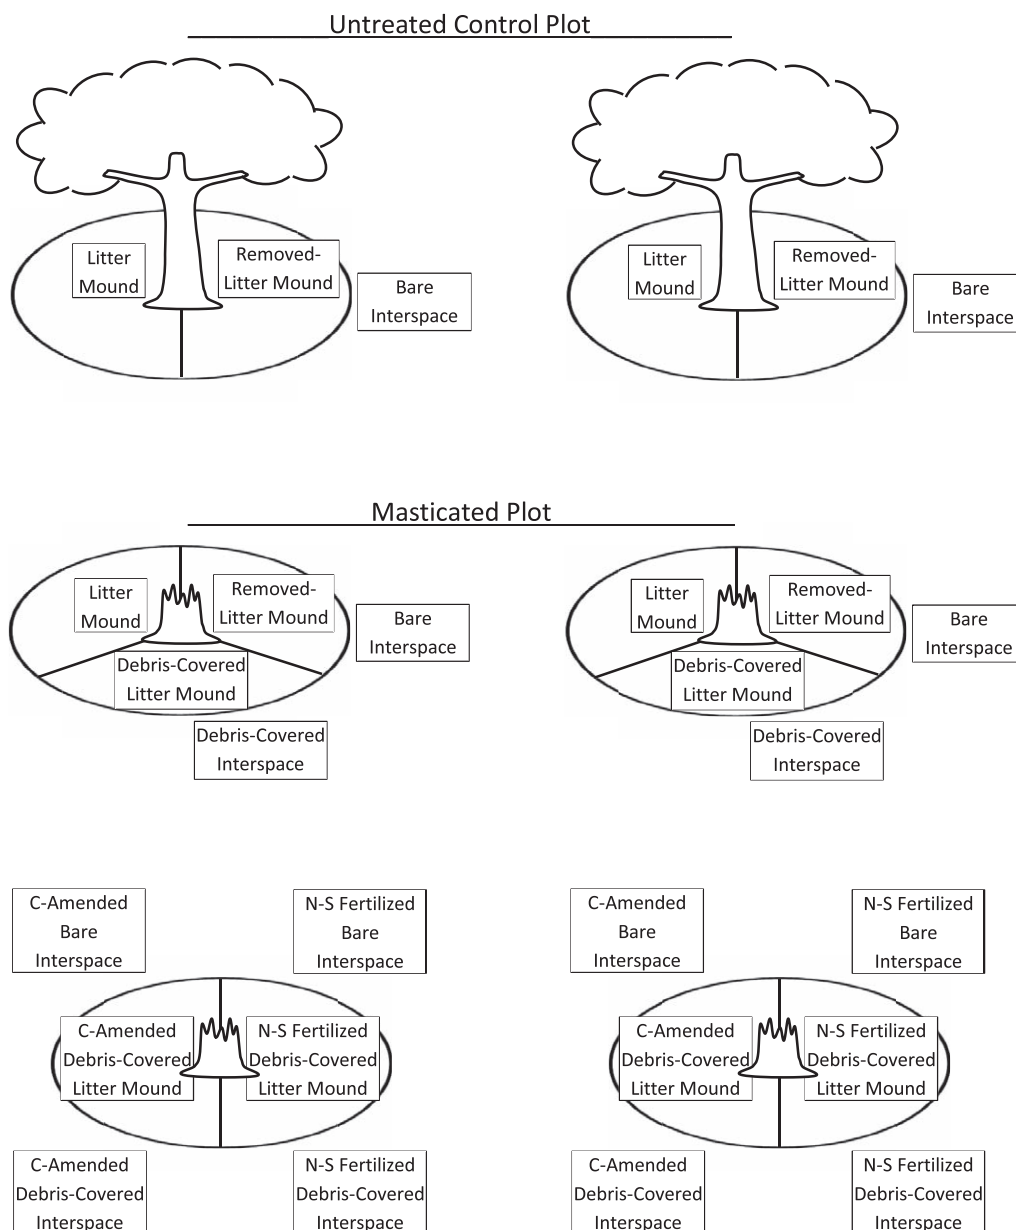 Untreated Control Plot
Litter
Mound
Removed-
Litter Mound
Bare
Interspace
Litter
Mound
Removed-
Litter Mound
Bare
Interspace
Masticated Plot
Litter
Mound
Removed-
Litter Mound
Bare
Interspace
Debris-Covered
Litter Mound
Debris-Covered
Interspace
Litter
Mound
Removed-
Litter Mound
Bare
Interspace
Debris-Covered
Litter Mound
Debris-Covered
Interspace
C-Amended
Bare
Interspace
N-S Fertilized
Bare
Interspace
C-Amended
Debris-Covered
Litter Mound
N-S Fertilized
Debris-Covered
Litter Mound
C-Amended
Debris-Covered
Interspace
N-S Fertilized
Debris-Covered
Interspace
C-Amended
Bare
Interspace
N-S Fertilized
Bare
Interspace
C-Amended
Debris-Covered
Litter Mound
N-S Fertilized
Debris-Covered
Litter Mound
C-Amended
Debris-Covered
Interspace
N-S Fertilized
Debris-Covered
Interspace